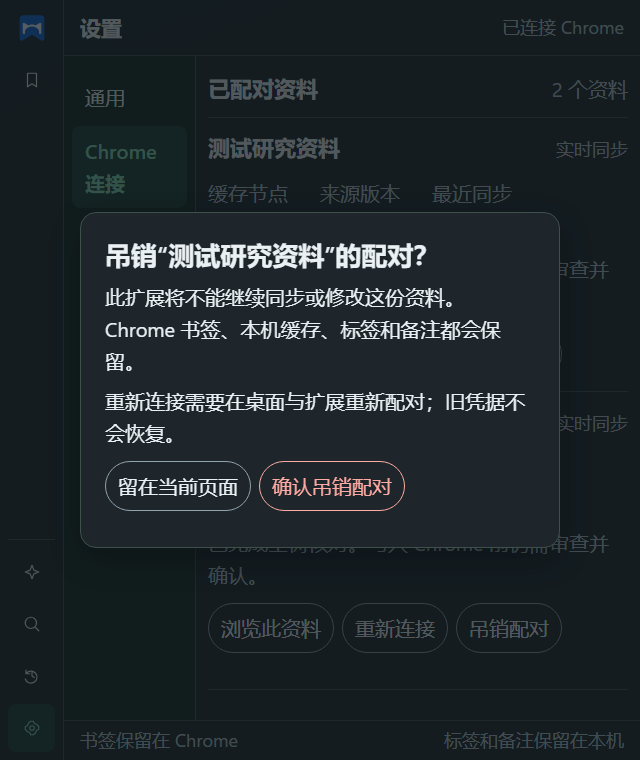 设置
已连接 Chrome
通用
Chrome
连接
已配对资料
2 个资料
测试研究资料
实时同步
缓存节点 来源版本 最近同步
审查并
吊销“测试研究资料”的配对？
此扩展将不能继续同步或修改这份资料。
Chrome 书签、本机缓存、标签和备注都会保
留。
重新连接需要在桌面与扩展重新配对；旧凭据不
会恢复。
留在当前页面
确认吊销配对
实时同步
审查并
确认。
浏览此资料
重新连接
吊销配对
书签保留在 Chrome
标签和备注保留在本机